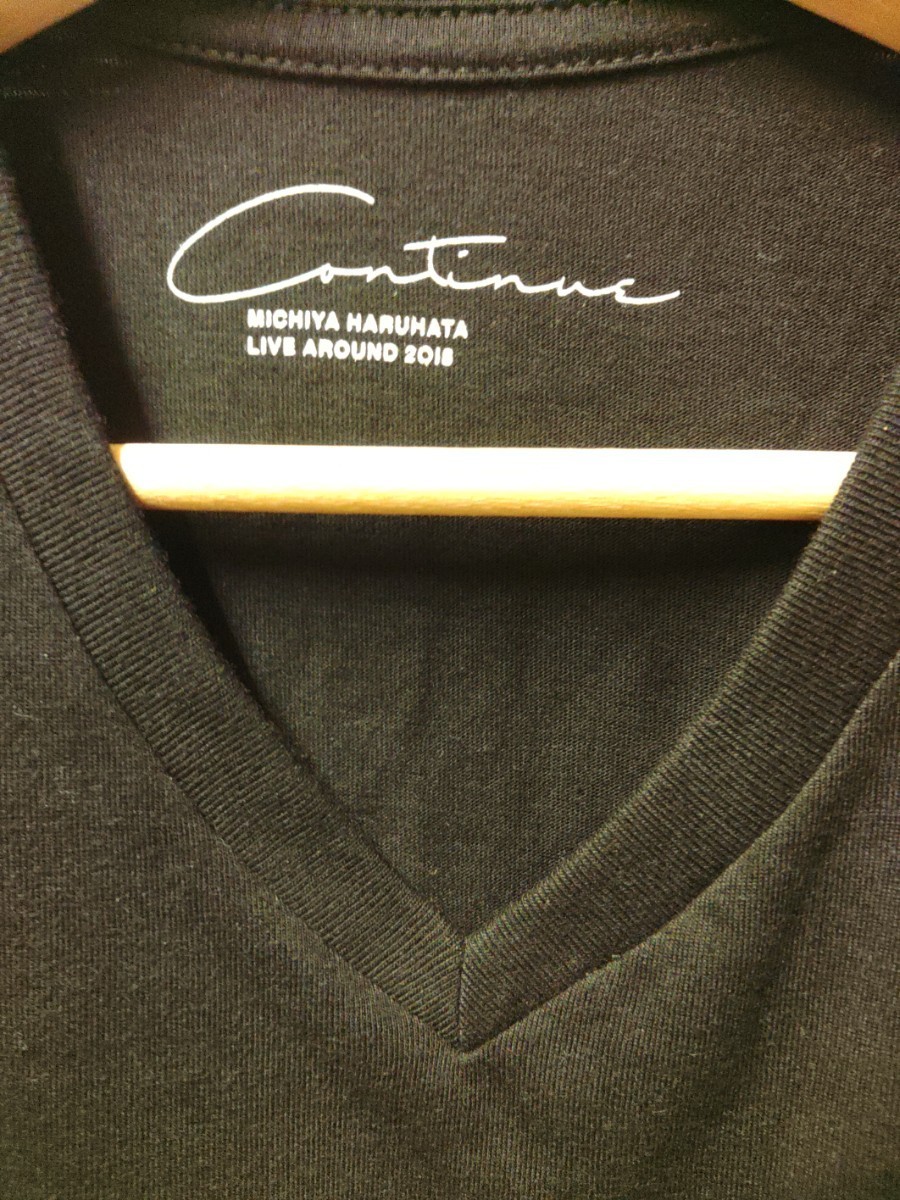 Continue
MICHIYA HARUHATA
LIVE AROUND 2018